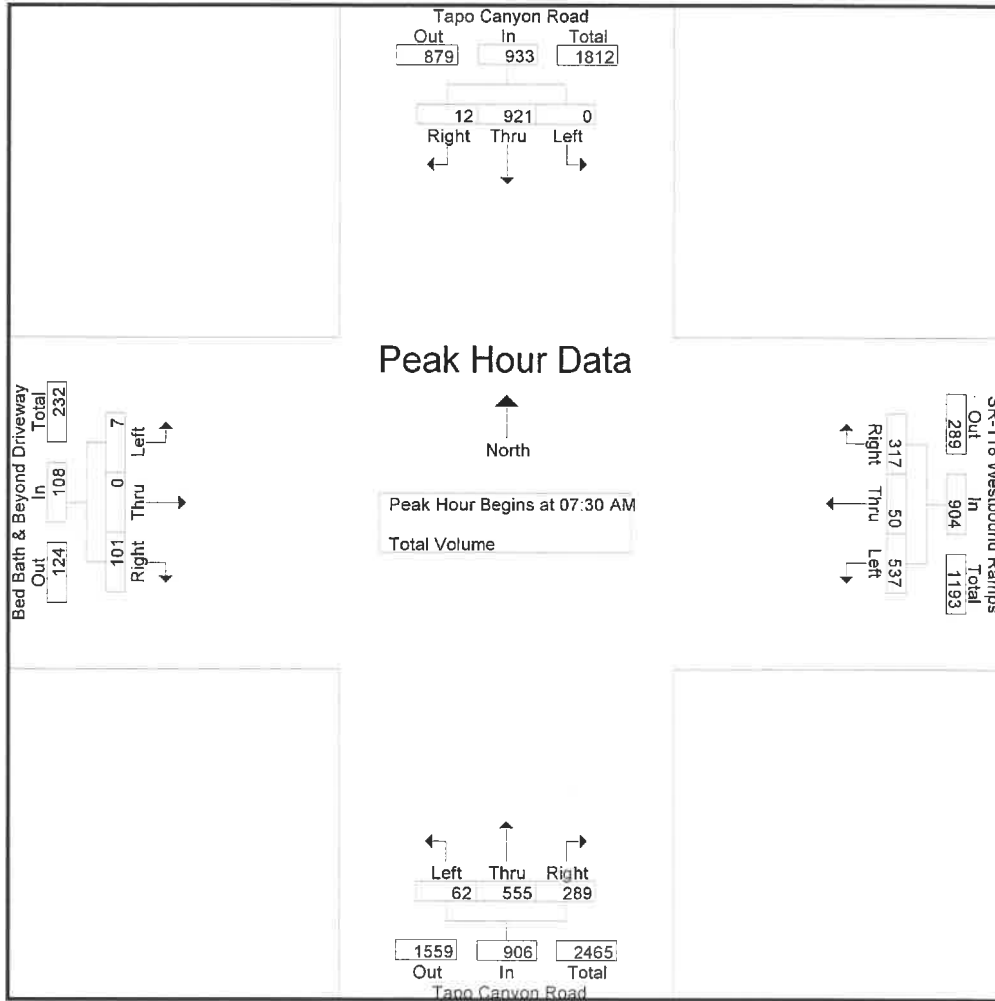 Tapo Canyon Road
Out In Total
879 933 1812
12 921 0
Right Thru Left
Peak Hour Data
North
Peak Hour Begins at 07:30 AM
Total Volume
Bed Bath & Beyond Driveway
Out In Total
124 108 232
101 0 7
Right Thru Left
Westbound Ramps
Out In Total
289 904 1193
317 50 537
Right Thru Left
Left Thru Right
62 555 289
1559 906 2465
Out In Total
Tapo Canyon Road